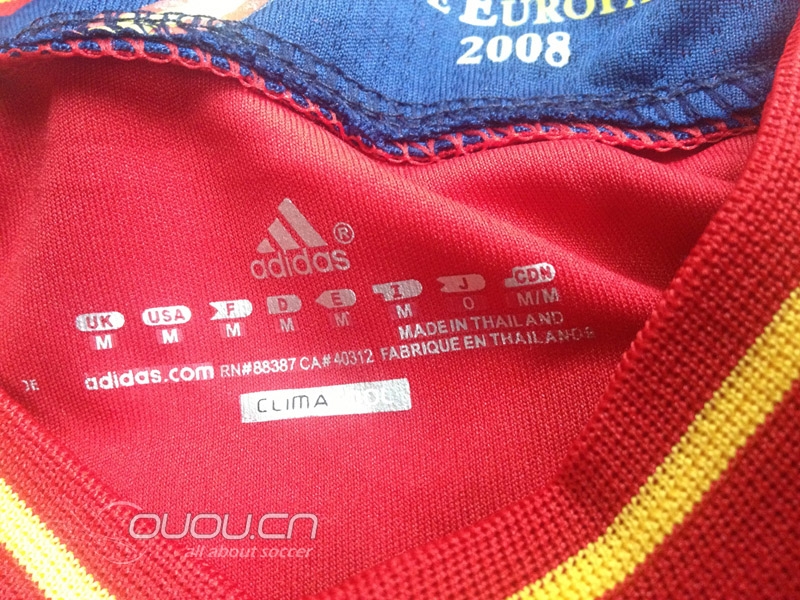 EUROPA
2008
adidas ®
UK USA F D E I J CDN
M M M M M M O M/M
MADE IN THAILAND
adidas.com RN#88387 CA# 40312 FABRIQUE EN THAILANDE
CLIMA
OUOU.CN
all about soccer